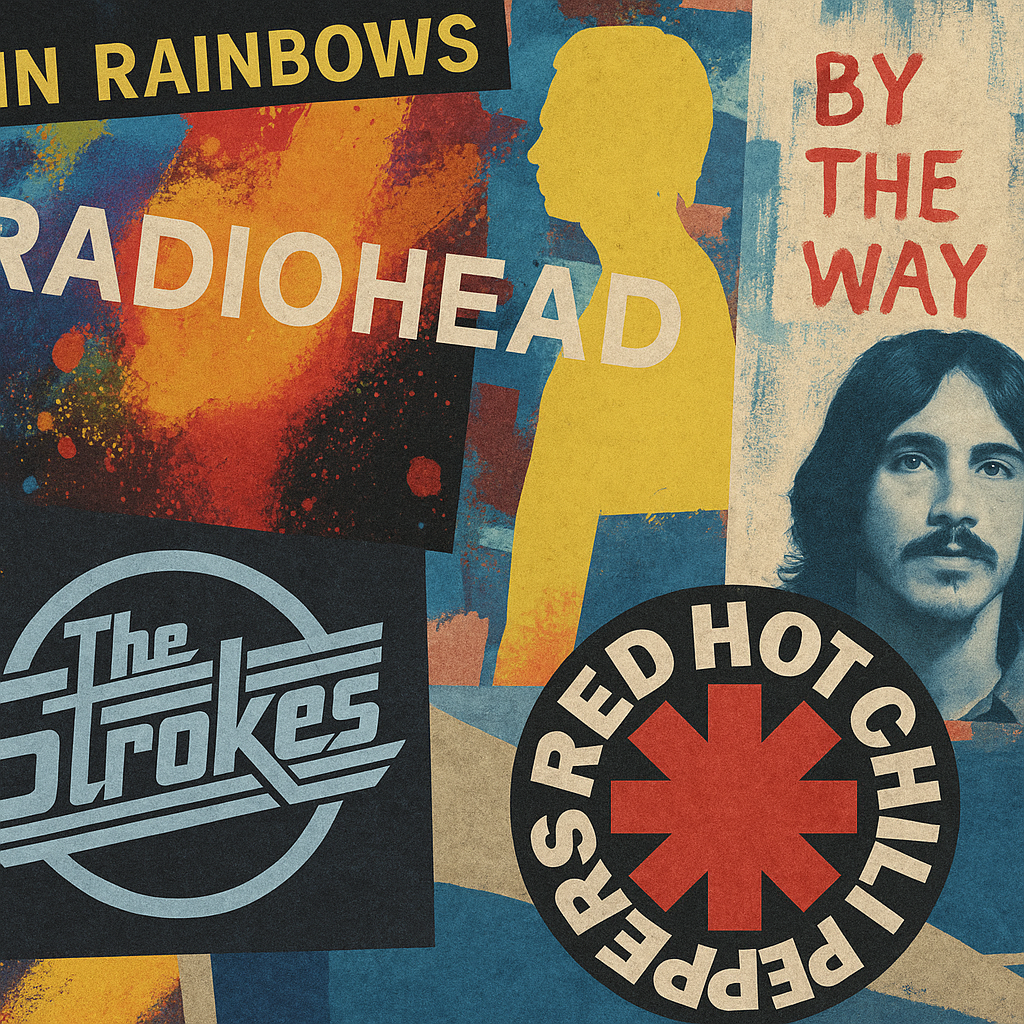 IN RAINBOWS
RADIOHEAD
BY
THE
WAY
The
Strokes
RED HOT CHILI PEPPERS